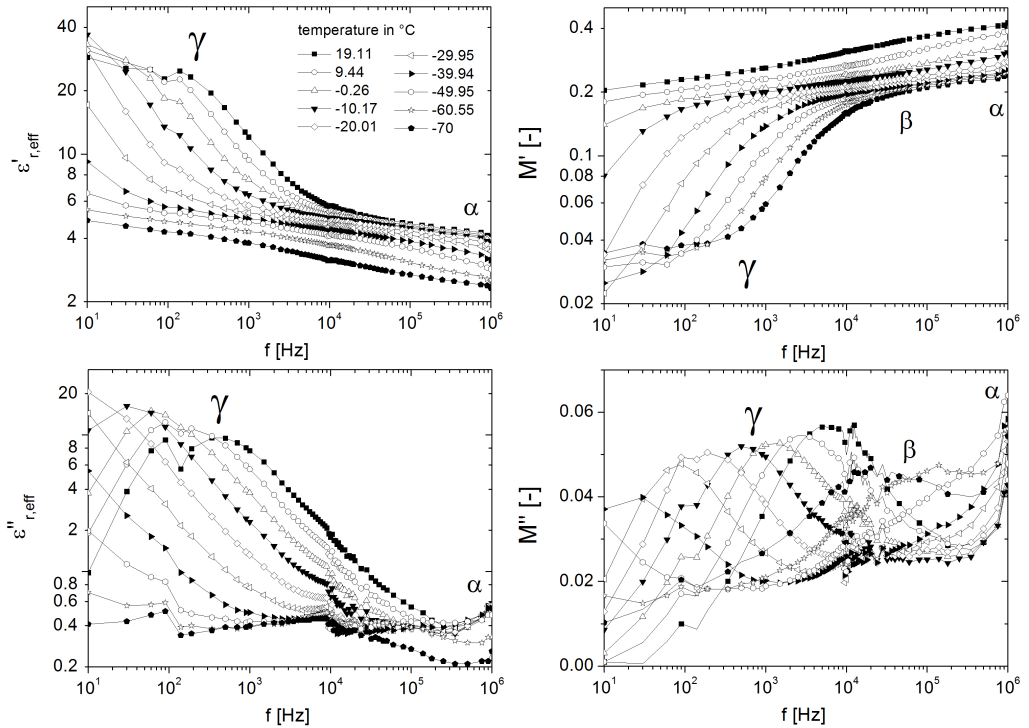 40
20
10
8
6
4
2
ε'r,eff
γ
α
temperature in °C
19.11
9.44
-0.26
-10.17
-20.01
-29.95
-39.94
-49.95
-60.55
-70
10¹ 10² 10³ 10⁴ 10⁵ 10⁶
f [Hz]
0.4
0.2
0.1
0.08
0.06
0.04
0.02
M' [-]
γ
β
α
10¹ 10² 10³ 10⁴ 10⁵ 10⁶
f [Hz]
20
8
6
4
2
0.8
0.6
0.4
0.2
ε''r,eff
γ
α
10¹ 10² 10³ 10⁴ 10⁵ 10⁶
f [Hz]
0.06
0.04
0.02
0.00
M'' [-]
γ
β
α
10¹ 10² 10³ 10⁴ 10⁵ 10⁶
f [Hz]